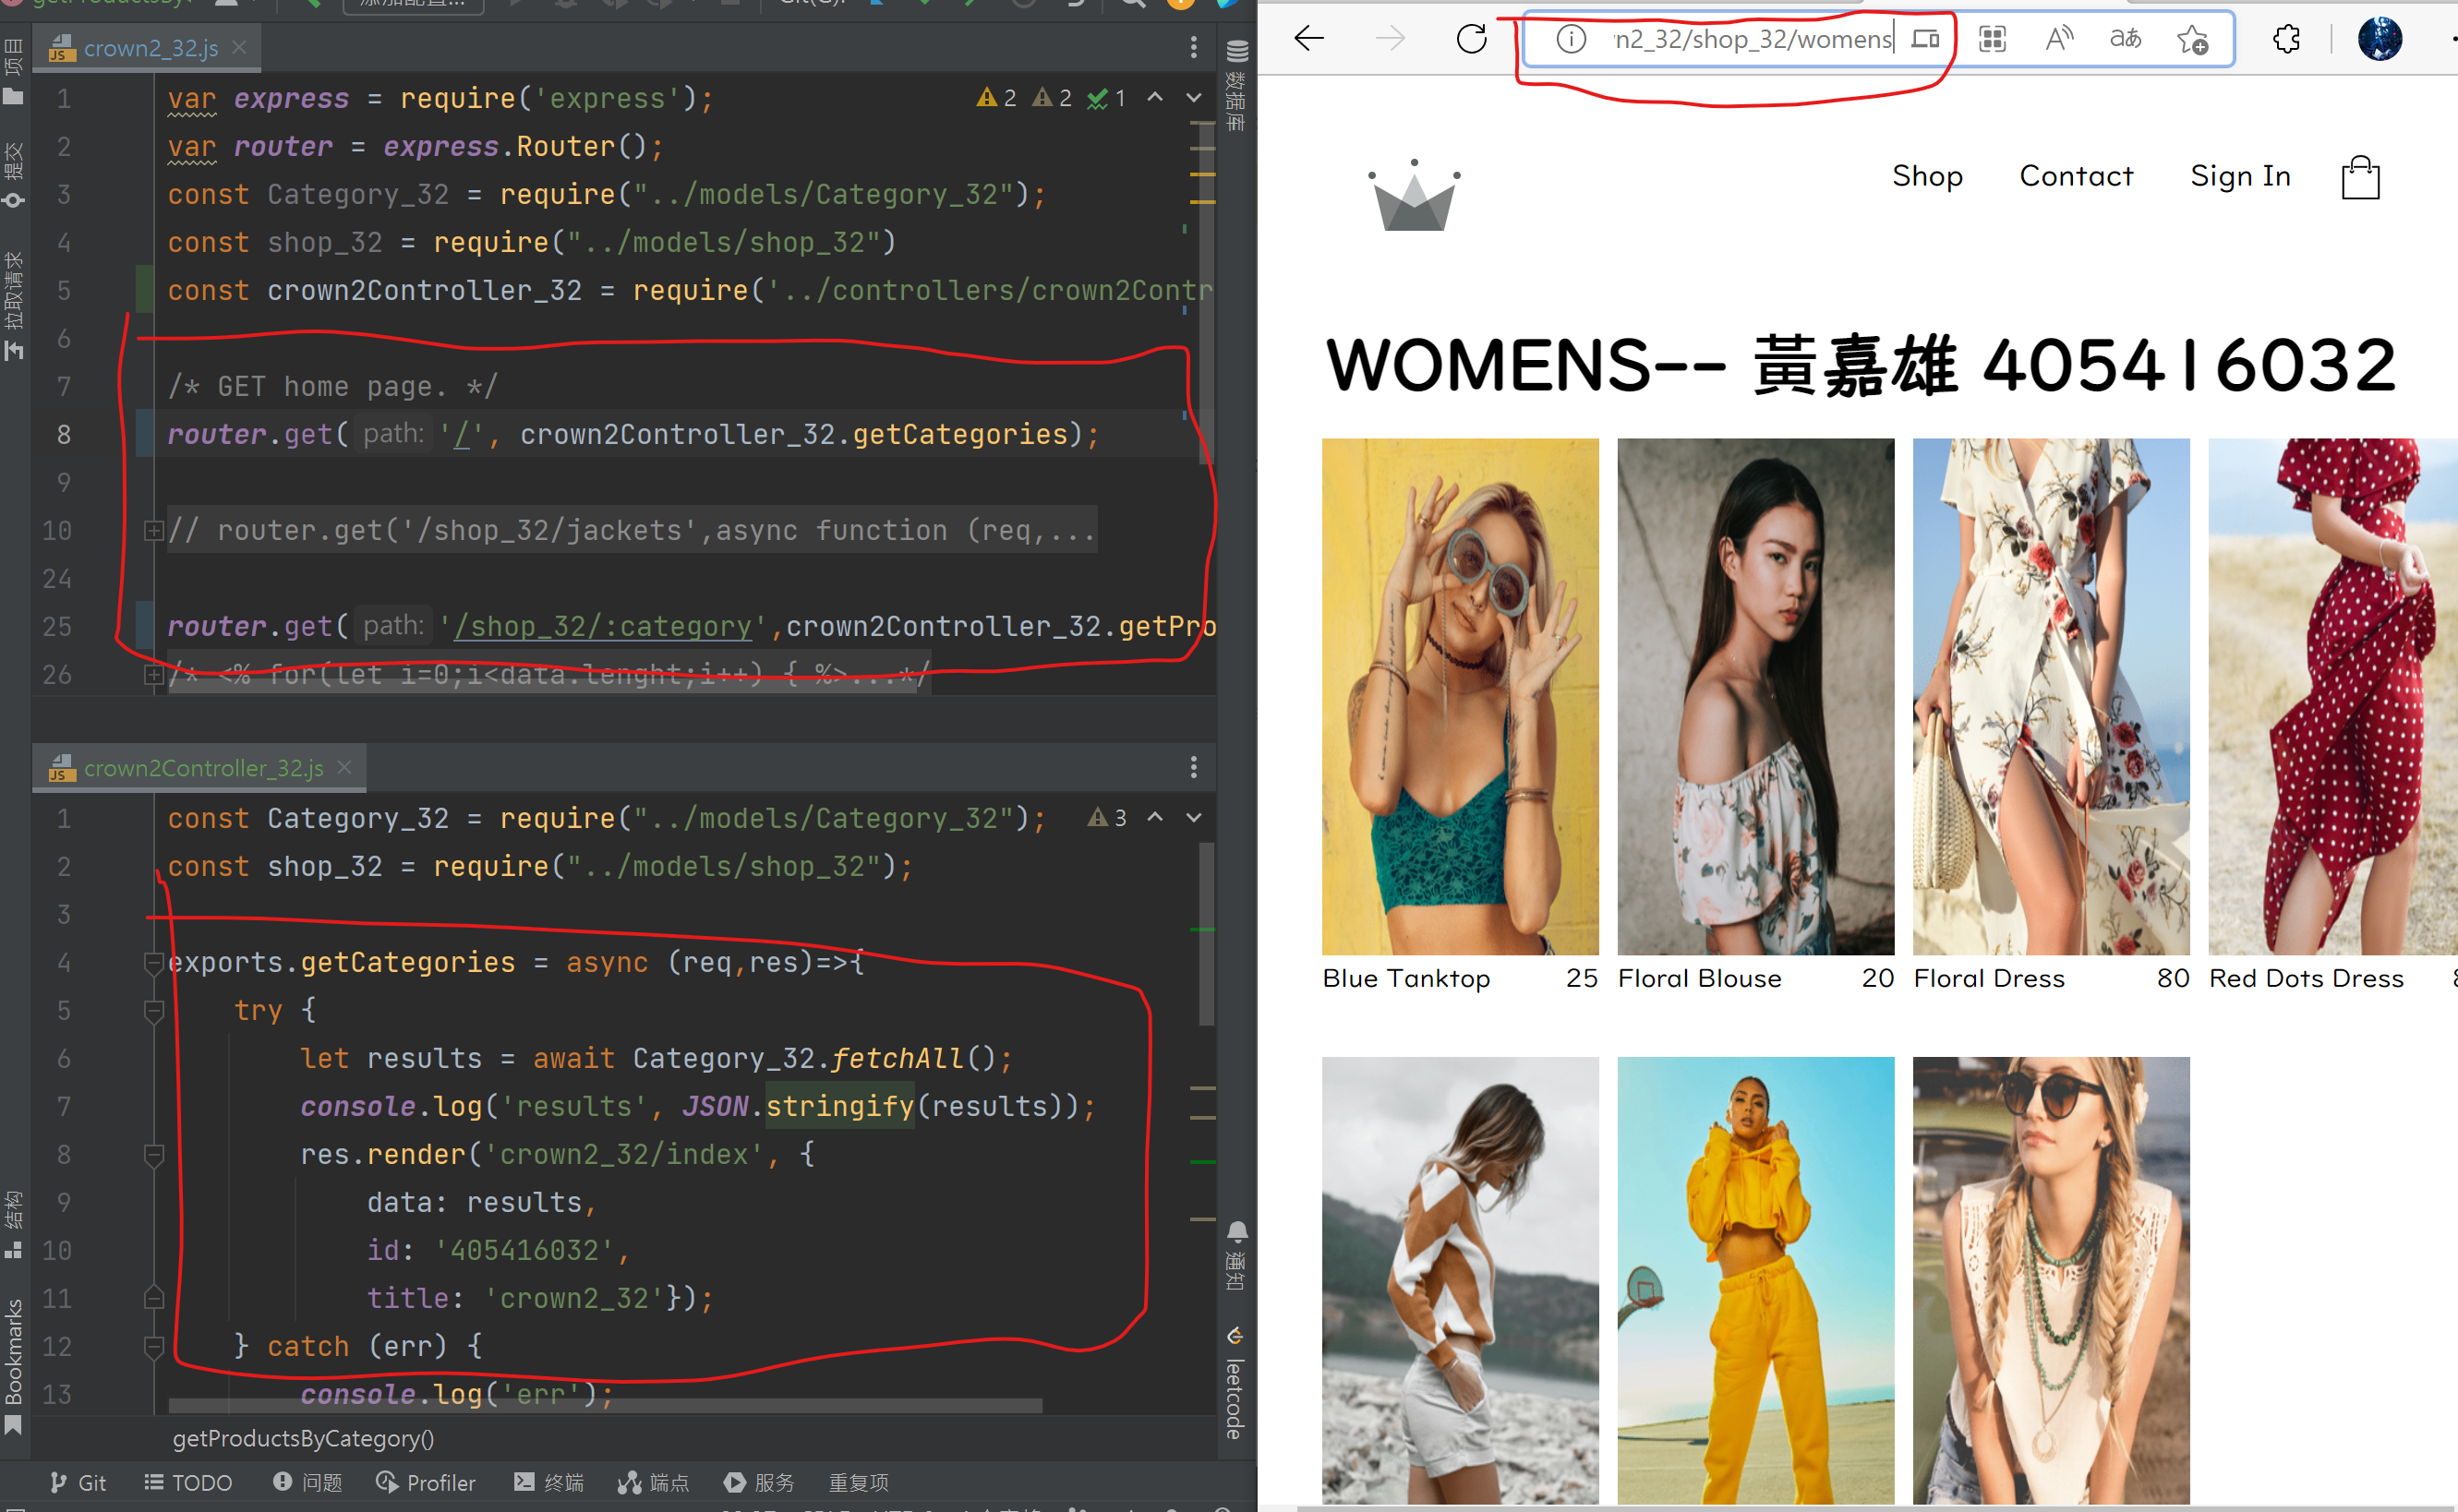 crown2_32.js
1 var express = require('express');
2 var router = express.Router();
3 const Category_32 = require("../models/Category_32");
4 const shop_32 = require("../models/shop_32")
5 const crown2Controller_32 = require('../controllers/crown2Contr
6
7 /* GET home page. */
8 router.get( path: '/', crown2Controller_32.getCategories);
9
10 // router.get('/shop_32/jackets',async function (req,...
24
25 router.get( path: '/shop_32/:category',crown2Controller_32.getPro
26 /* <% for(let i=0;i<data.lenght;i++) { %>...*/
2 2 1
项目
提交
拉取请求
结构
Bookmarks
数据库
通知
leetcode
crown2Controller_32.js
1 const Category_32 = require("../models/Category_32");
2 const shop_32 = require("../models/shop_32");
3
4 exports.getCategories = async (req,res)=>{
5 try {
6 let results = await Category_32.fetchAll();
7 console.log('results', JSON.stringify(results));
8 res.render('crown2_32/index', {
9 data: results,
10 id: '405416032',
11 title: 'crown2_32'});
12 } catch (err) {
13 console.log('err');
3
getProductsByCategory()
Git TODO 问题 Profiler 终端 端点 服务 重复项
n2_32/shop_32/womens
aあ
Shop Contact Sign In
WOMENS-- 黃嘉雄 405416032
Blue Tanktop 25 Floral Blouse 20 Floral Dress 80 Red Dots Dress